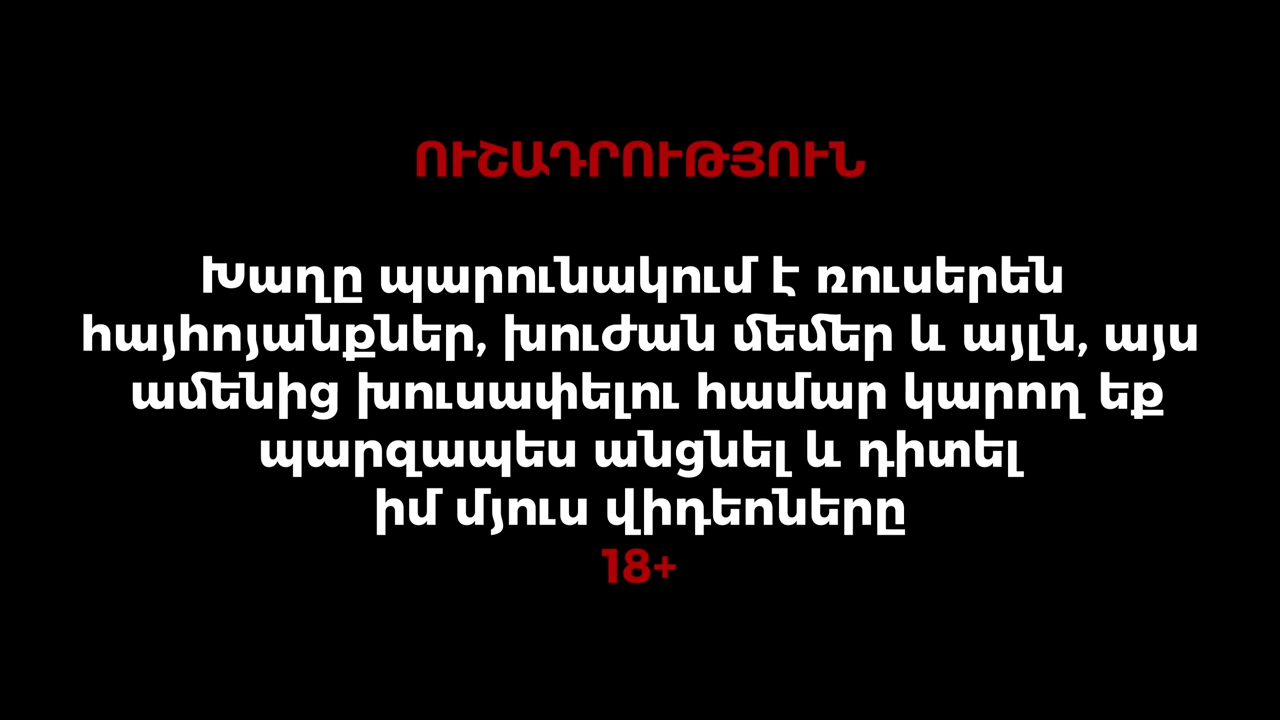 ՈՒՇԱԴՐՈՒԹՅՈՒՆ
Խաղը պարունակում է ռուսերեն
հայհոյանքներ, խուժան մեմեր և այլն, այս
ամենից խուսափելու համար կարող եք
պարզապես անցնել և դիտել
իմ մյուս վիդեոները
18+